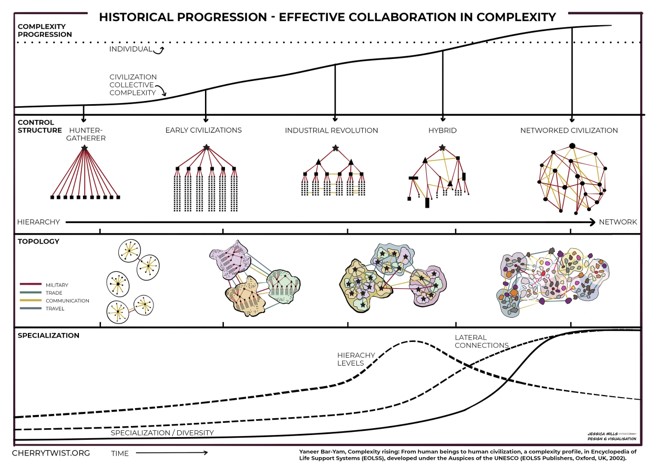 HISTORICAL PROGRESSION - EFFECTIVE COLLABORATION IN COMPLEXITY
COMPLEXITY
PROGRESSION
INDIVIDUAL
CIVILIZATION
COLLECTIVE
COMPLEXITY
CONTROL
STRUCTURE
HUNTER-
GATHERER
EARLY CIVILIZATIONS
INDUSTRIAL REVOLUTION
HYBRID
NETWORKED CIVILIZATION
HIERARCHY
NETWORK
TOPOLOGY
MILITARY
TRADE
COMMUNICATION
TRAVEL
SPECIALIZATION
HIERACHY
LEVELS
LATERAL
CONNECTIONS
SPECIALIZATION / DIVERSITY
JESSICA MILLS
DESIGN & VISUALISATION
CHERRYTWIST.ORG
TIME
Yaneer Bar-Yam, Complexity rising: From human beings to human civilization, a complexity profile, in Encyclopedia of
Life Support Systems (EOLSS), developed under the Auspices of the UNESCO (EOLSS Publishers, Oxford, UK, 2002).